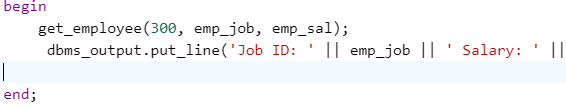 begin
get_employee(300, emp_job, emp_sal);
dbms_output.put_line('Job ID: ' || emp_job || ' Salary: ' ||
end;